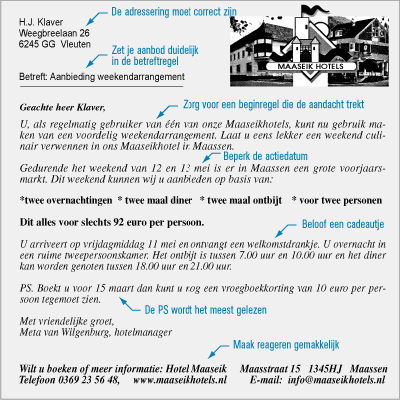 De adressering moet correct zijn
H.J. Klaver
Weegbreelaan 26
6245 GG Vleuten
Zet je aanbod duidelijk
in de betreftregel
MAASEIK HOTELS
Betreft: Aanbieding weekendarrangement
Geachte heer Klaver,
Zorg voor een beginregel die de aandacht trekt
U, als regelmatig gebruiker van één van onze Maaseikhotels, kunt nu gebruik ma-
ken van een voordelig weekendarrangement. Laat u eens lekker een weekend culi-
nair verwennen in ons Maaseikhotel in Maassen.
Beperk de actiedatum
Gedurende het weekend van 12 en 13 mei is er in Maassen een grote voorjaars-
markt. Dit weekend kunnen wij u aanbieden op basis van:
*twee overnachtingen * twee maal diner * twee maal ontbijt * voor twee personen
Dit alles voor slechts 92 euro per persoon.
Beloof een cadeautje
U arriveert op vrijdagmiddag 11 mei en ontvangt een welkomstdrankje. U overnacht in
een ruime tweepersoonskamer. Het ontbijt is tussen 7.00 uur en 10.00 uur en het diner
kan worden genoten tussen 18.00 uur en 21.00 uur.
PS. Boekt u voor 15 maart dan kunt u nog een vroegboekkorting van 10 euro per per-
soon tegemoet zien.
De PS wordt het meest gelezen
Met vriendelijke groet,
Meta van Wilgenburg, hotelmanager
Maak reageren gemakkelijk
Wilt u boeken of meer informatie: Hotel Maaseik Maasstraat 15 1345HJ Maassen
Telefoon 0369 23 56 48, www.maaseikhotels.nl E-mail: info@maaseikhotels.nl